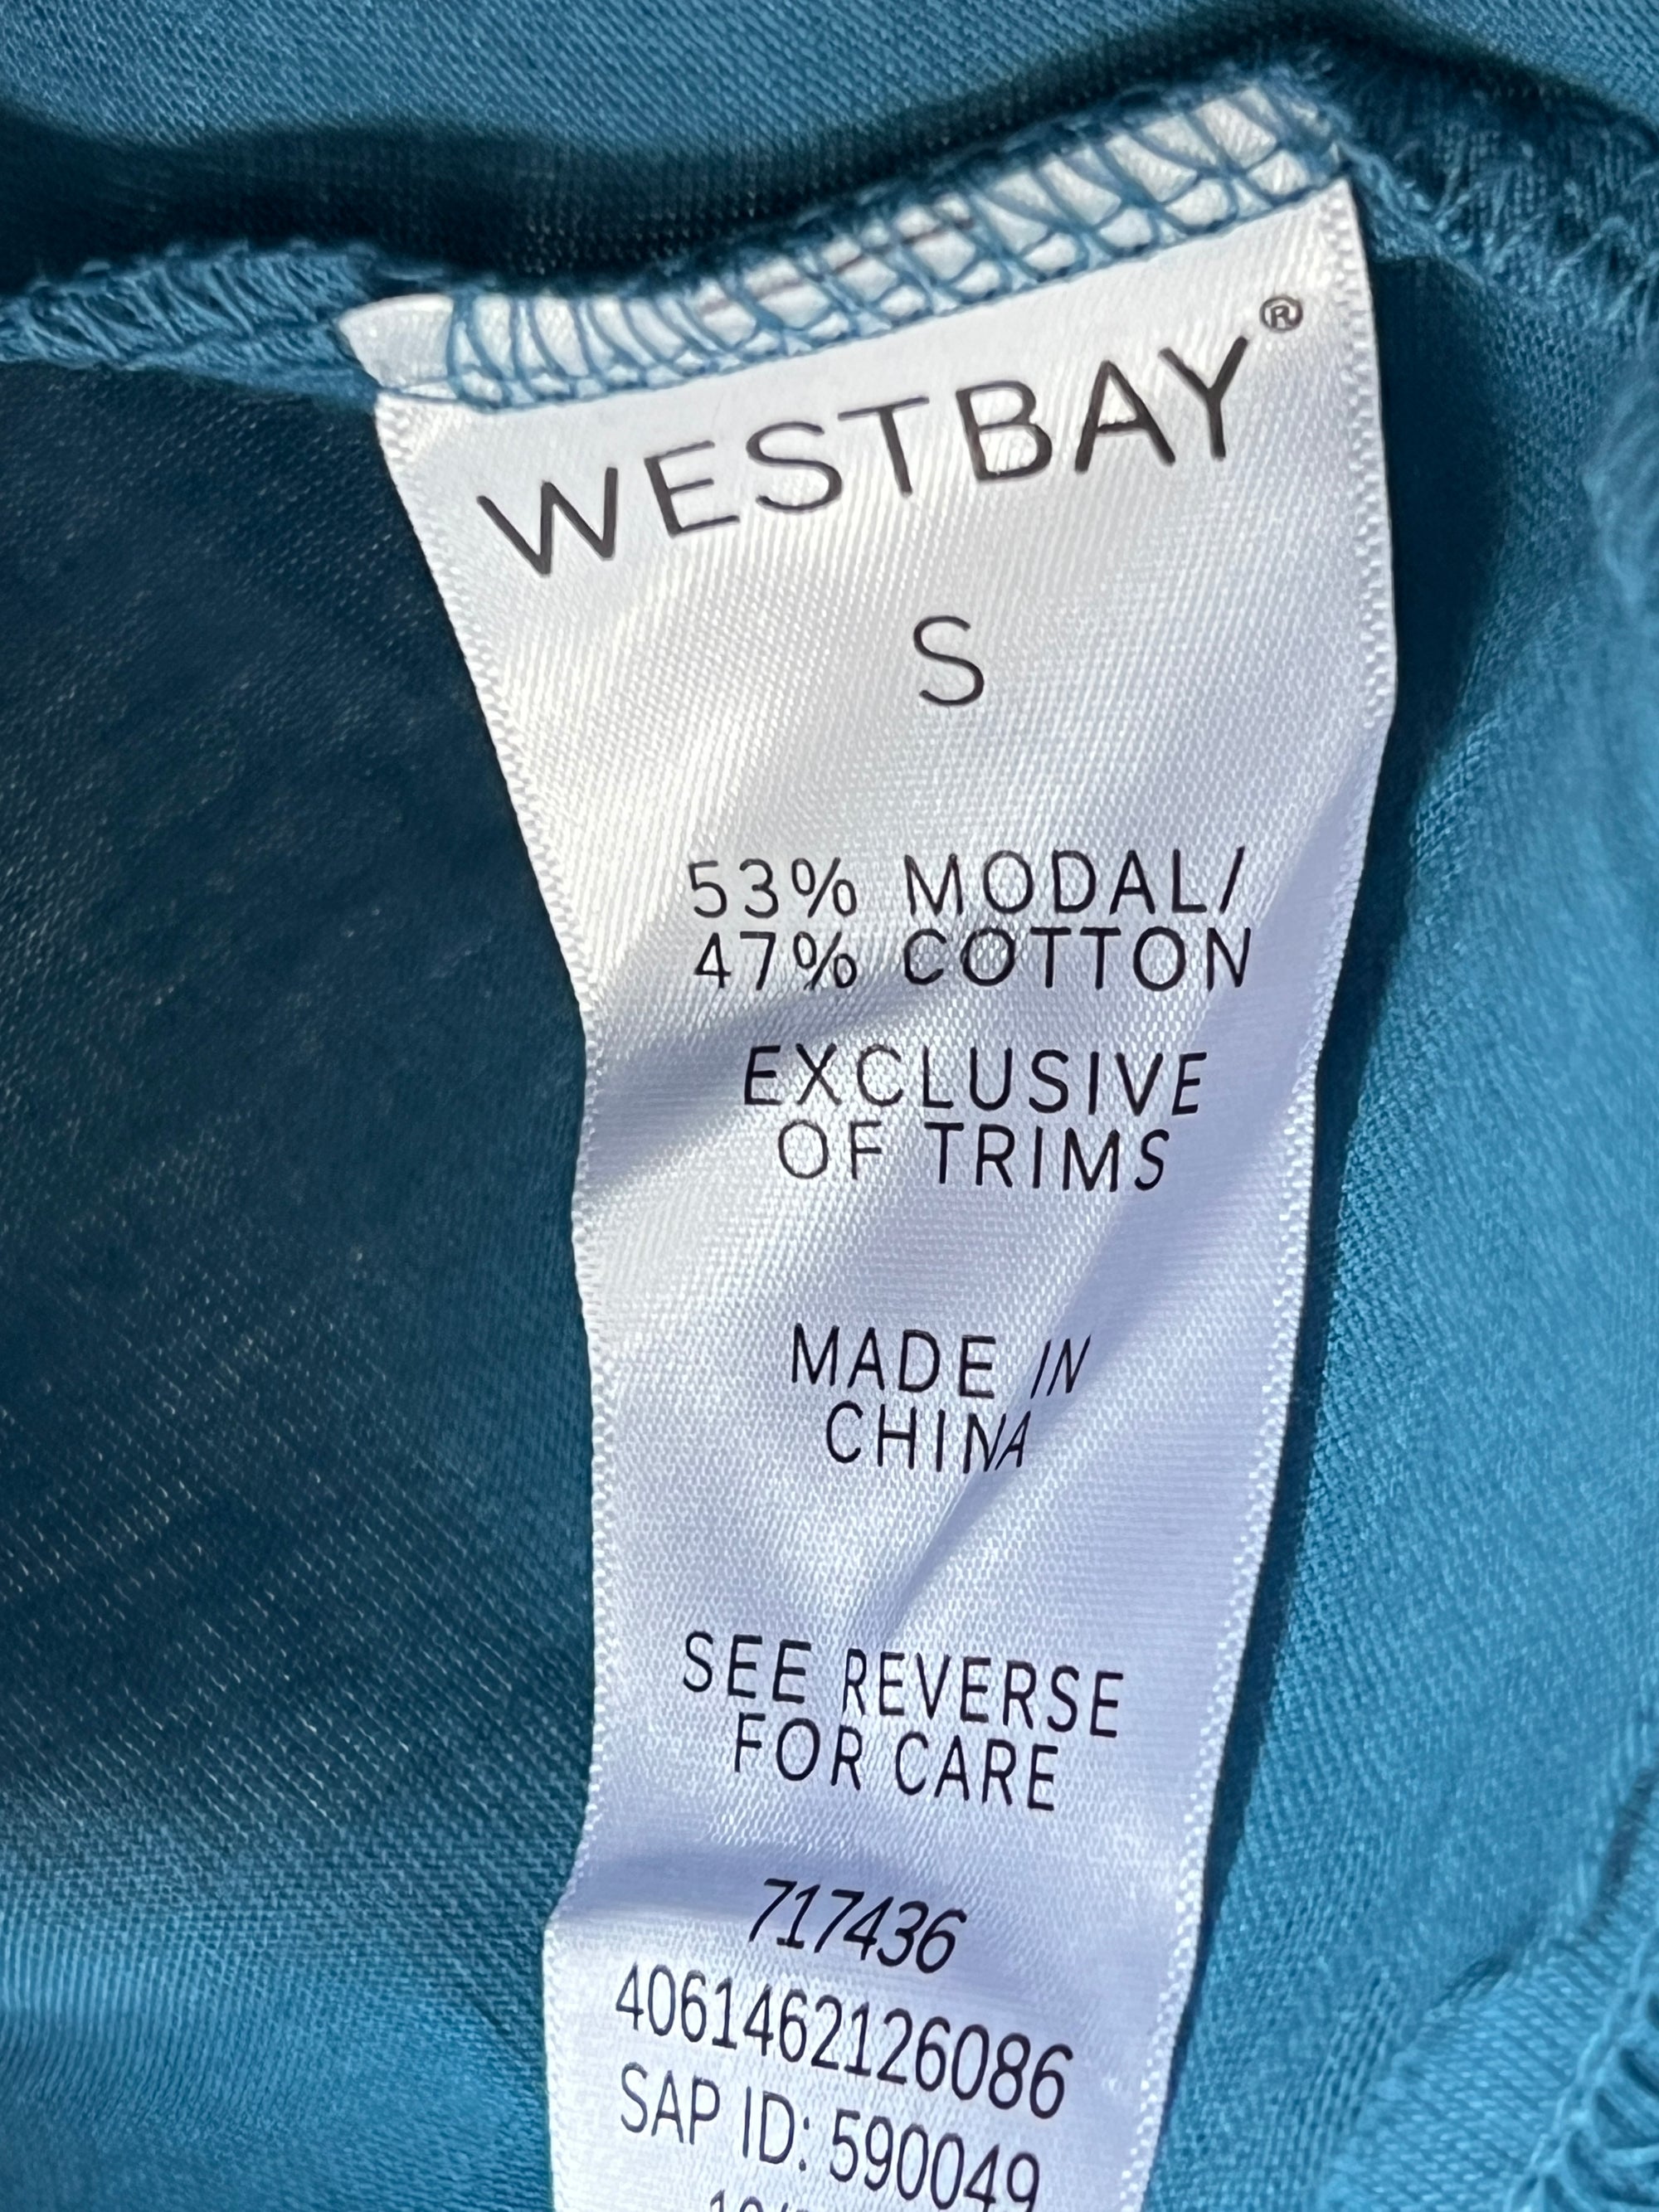 WESTBAY®
S
53% MODAL/
47% COTTON
EXCLUSIVE
OF TRIMS
MADE IN
CHINA
SEE REVERSE
FOR CARE
717436
4061462126086
SAP ID: 590049